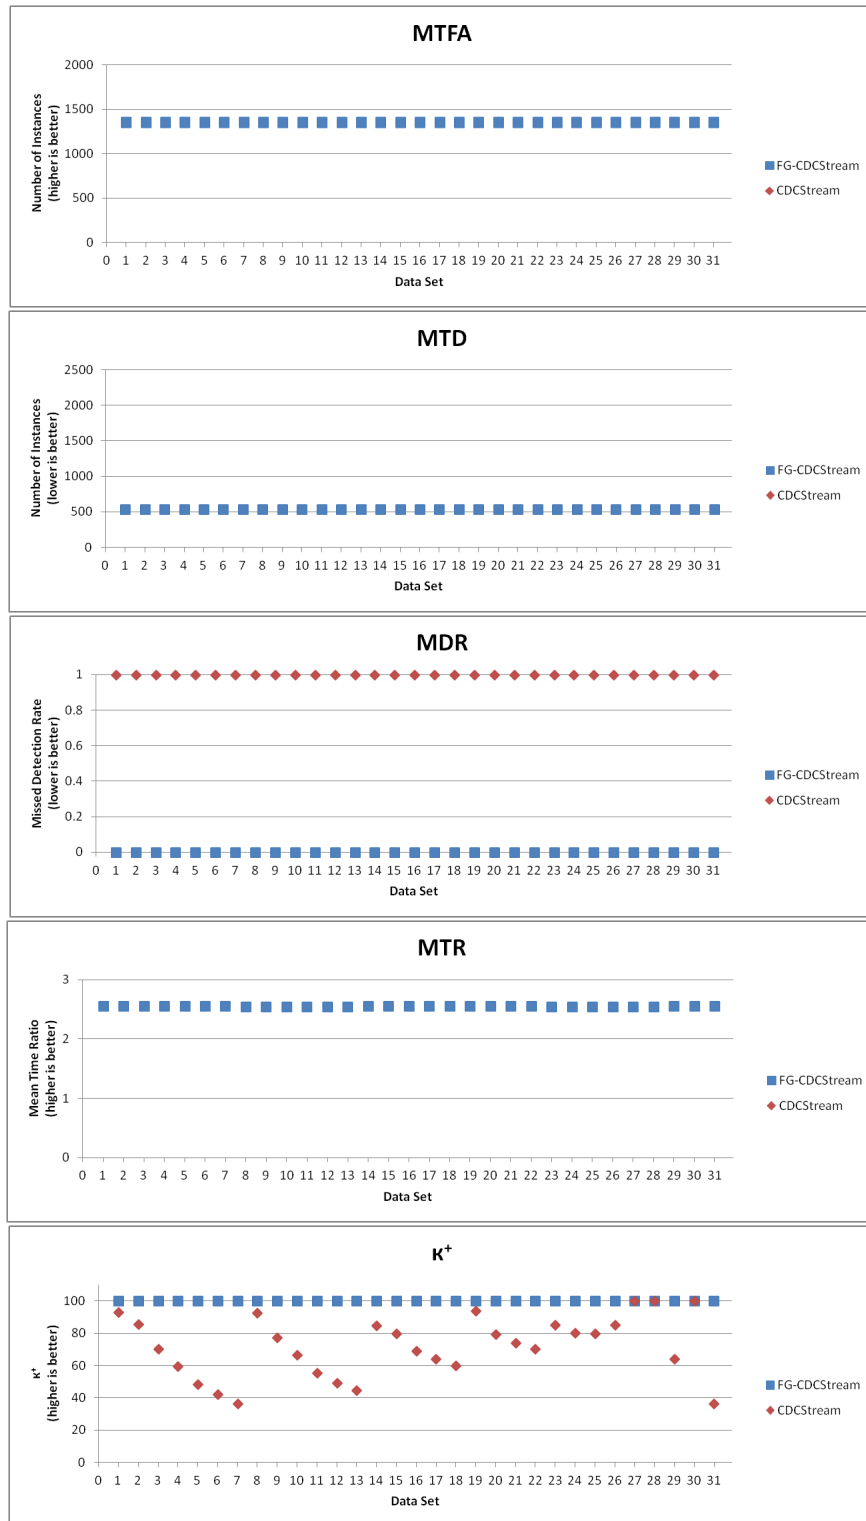 MTFA
2000
1500
1000
500
0
Number of Instances
(higher is better)
0 1 2 3 4 5 6 7 8 9 10 11 12 13 14 15 16 17 18 19 20 21 22 23 24 25 26 27 28 29 30 31
Data Set
FG-CDCStream
CDCStream
MTD
2500
2000
1500
1000
500
0
Number of Instances
(lower is better)
0 1 2 3 4 5 6 7 8 9 10 11 12 13 14 15 16 17 18 19 20 21 22 23 24 25 26 27 28 29 30 31
Data Set
FG-CDCStream
CDCStream
MDR
1
0.8
0.6
0.4
0.2
0
Missed Detection Rate
(lower is better)
0 1 2 3 4 5 6 7 8 9 10 11 12 13 14 15 16 17 18 19 20 21 22 23 24 25 26 27 28 29 30 31
Data Set
FG-CDCStream
CDCStream
MTR
3
2
1
0
Mean Time Ratio
(higher is better)
0 1 2 3 4 5 6 7 8 9 10 11 12 13 14 15 16 17 18 19 20 21 22 23 24 25 26 27 28 29 30 31
Data Set
FG-CDCStream
CDCStream
κ⁺
100
80
60
40
20
0
κ⁺
(higher is better)
0 1 2 3 4 5 6 7 8 9 10 11 12 13 14 15 16 17 18 19 20 21 22 23 24 25 26 27 28 29 30 31
Data Set
FG-CDCStream
CDCStream